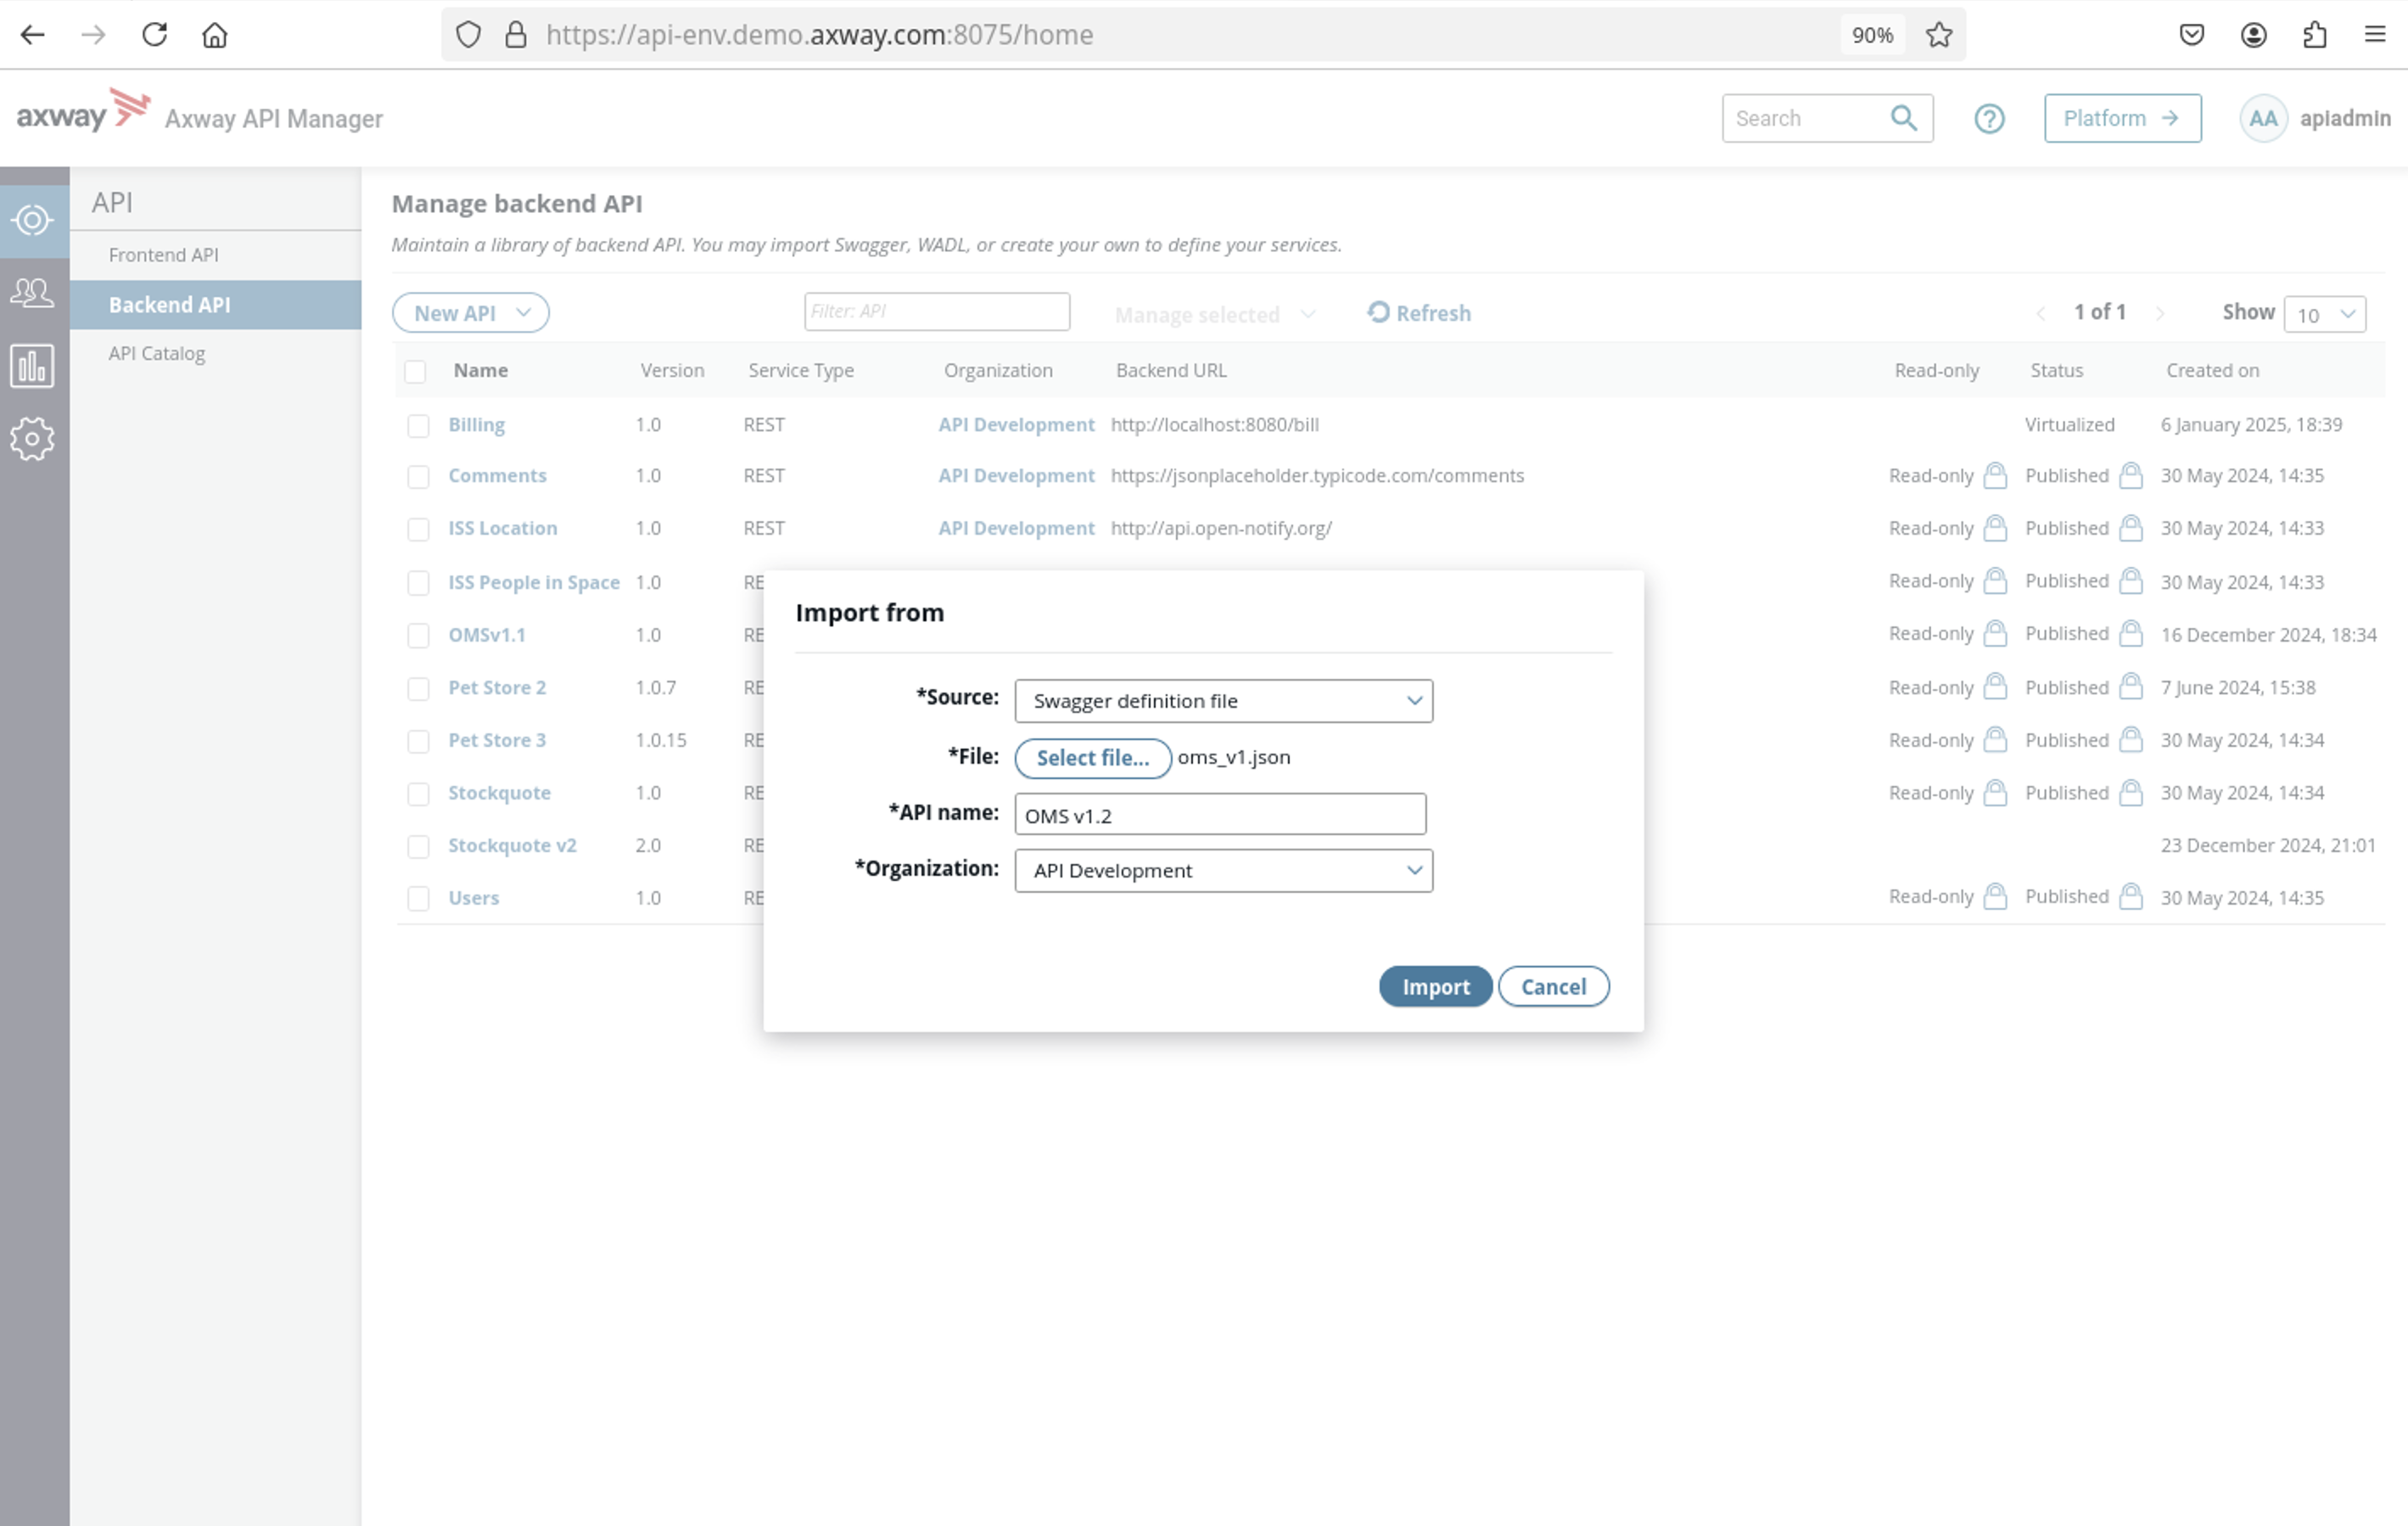 https://api-env.demo.axway.com:8075/home 90%
axway Axway API Manager Search Platform AA apiadmin
API
Frontend API
Backend API
API Catalog
Manage backend API
Maintain a library of backend API. You may import Swagger, WADL, or create your own to define your services.
New API Filter: API Manage selected Refresh 1 of 1 Show 10
Name Version Service Type Organization Backend URL Read-only Status Created on
Billing 1.0 REST API Development http://localhost:8080/bill Virtualized 6 January 2025, 18:39
Comments 1.0 REST API Development https://jsonplaceholder.typicode.com/comments Read-only Published 30 May 2024, 14:35
ISS Location 1.0 REST API Development http://api.open-notify.org/ Read-only Published 30 May 2024, 14:33
ISS People in Space 1.0 RE Read-only Published 30 May 2024, 14:33
OMSv1.1 1.0 RE Read-only Published 16 December 2024, 18:34
Pet Store 2 1.0.7 RE Read-only Published 7 June 2024, 15:38
Pet Store 3 1.0.15 RE Read-only Published 30 May 2024, 14:34
Stockquote 1.0 RE Read-only Published 30 May 2024, 14:34
Stockquote v2 2.0 RE 23 December 2024, 21:01
Users 1.0 RE Read-only Published 30 May 2024, 14:35
Import from
*Source: Swagger definition file
*File: Select file... oms_v1.json
*API name: OMS v1.2
*Organization: API Development
Import Cancel